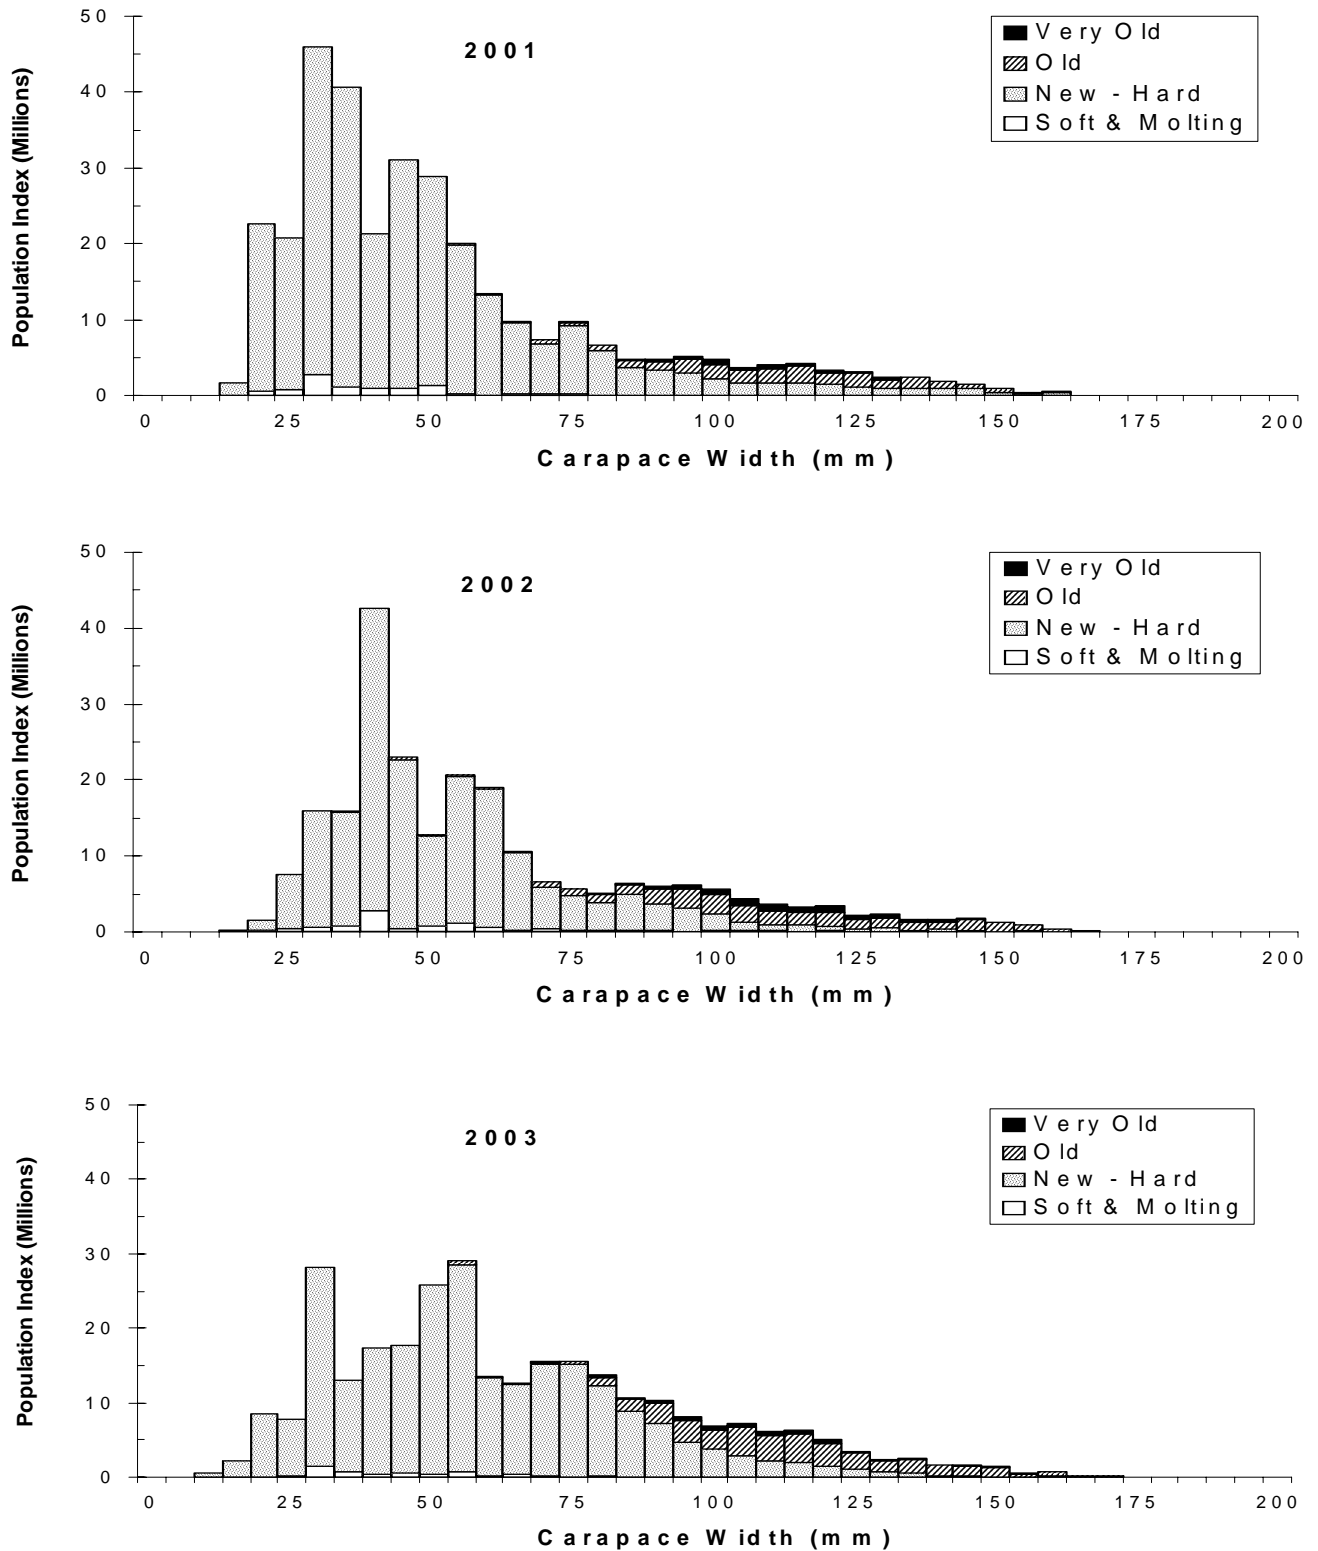 2001
Very Old
Old
New - Hard
Soft & Molting
Population Index (Millions)
50
40
30
20
10
0
0 25 50 75 100 125 150 175 200
Carapace Width (mm)
2002
Very Old
Old
New - Hard
Soft & Molting
Population Index (Millions)
50
40
30
20
10
0
0 25 50 75 100 125 150 175 200
Carapace Width (mm)
2003
Very Old
Old
New - Hard
Soft & Molting
Population Index (Millions)
50
40
30
20
10
0
0 25 50 75 100 125 150 175 200
Carapace Width (mm)